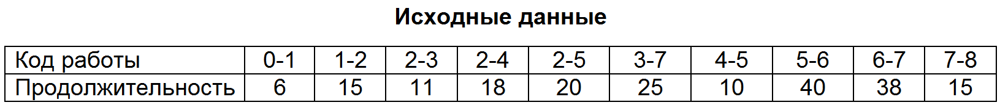 Исходные данные
Код работы 0-1 1-2 2-3 2-4 2-5 3-7 4-5 5-6 6-7 7-8
Продолжительность 6 15 11 18 20 25 10 40 38 15